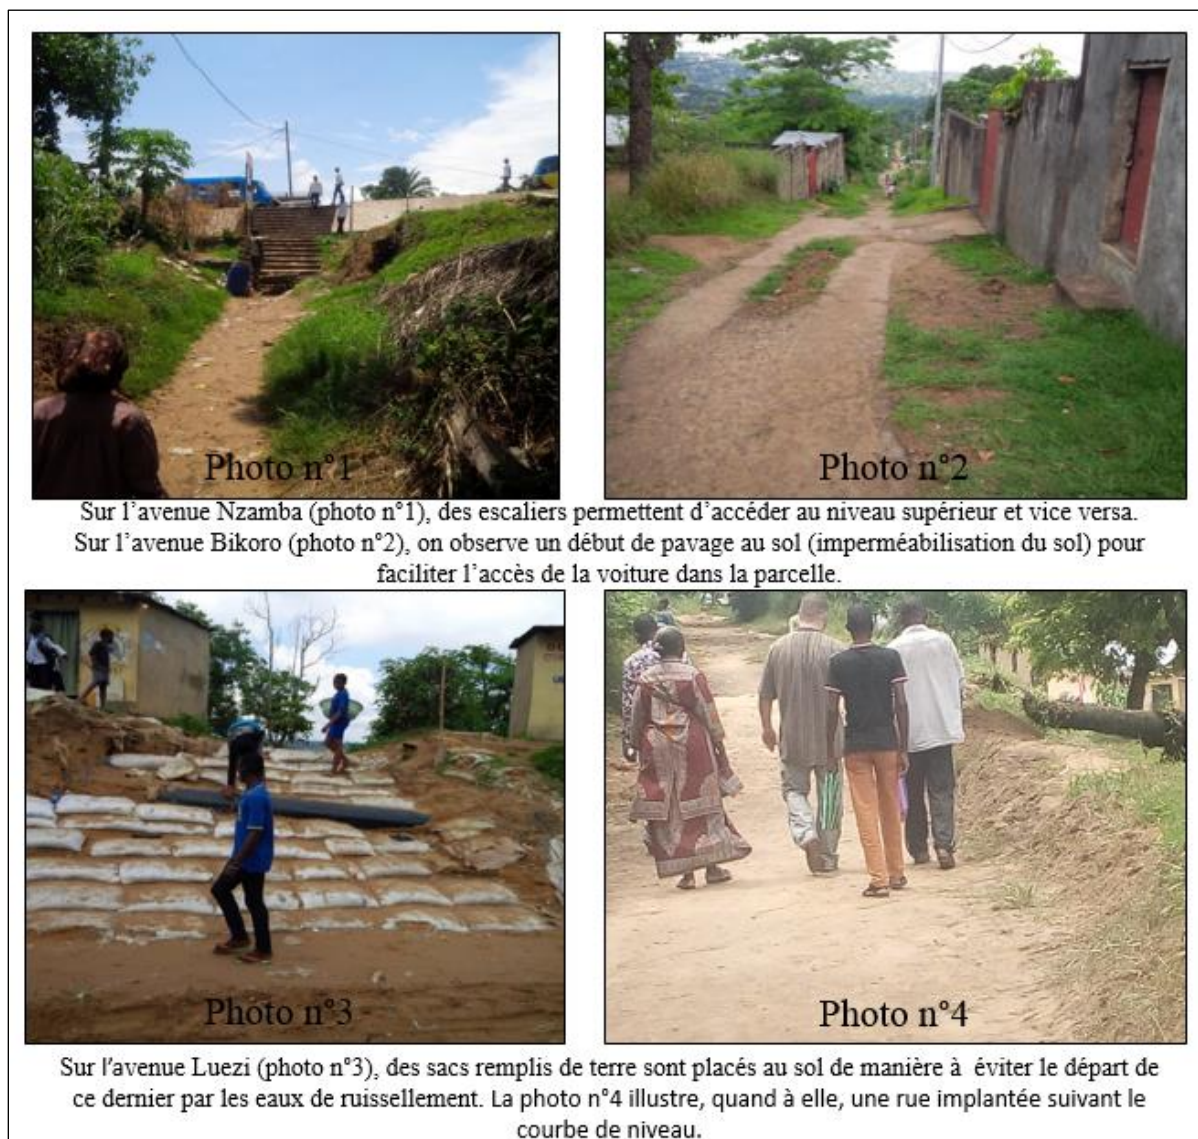 Photo n°1
Photo n°2
Sur l'avenue Nzamba (photo n°1), des escaliers permettent d'accéder au niveau supérieur et vice versa.
Sur l'avenue Bikoro (photo n°2), on observe un début de pavage au sol (imperméabilisation du sol) pour
faciliter l'accès de la voiture dans la parcelle.
Photo n°3
Photo n°4
Sur l'avenue Luezi (photo n°3), des sacs remplis de terre sont placés au sol de manière à éviter le départ de
ce dernier par les eaux de ruissellement. La photo n°4 illustre, quand à elle, une rue implantée suivant le
courbe de niveau.